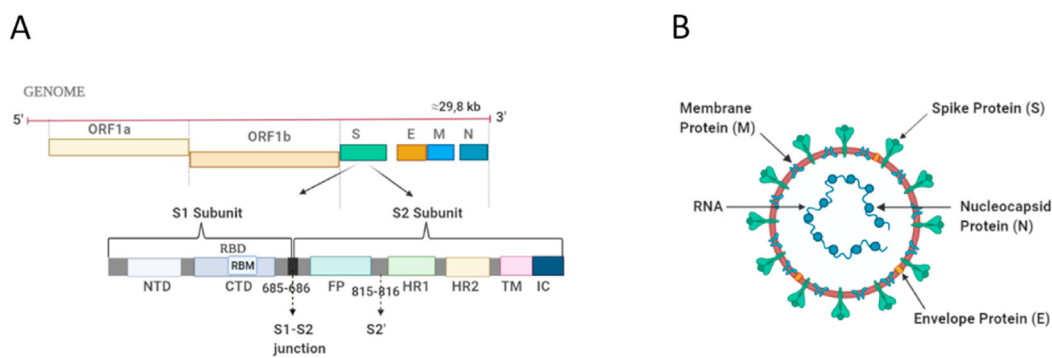 A
GENOME
≈29,8 kb
5' 3'
ORF1a
ORF1b
S E M N
S1 Subunit
S2 Subunit
RBD
RBM
NTD CTD 685-686 FP 815-816 HR1 HR2 TM IC
S1-S2
junction
S2'
B
Membrane
Protein (M)
Spike Protein (S)
RNA
Nucleocapsid
Protein (N)
Envelope Protein (E)